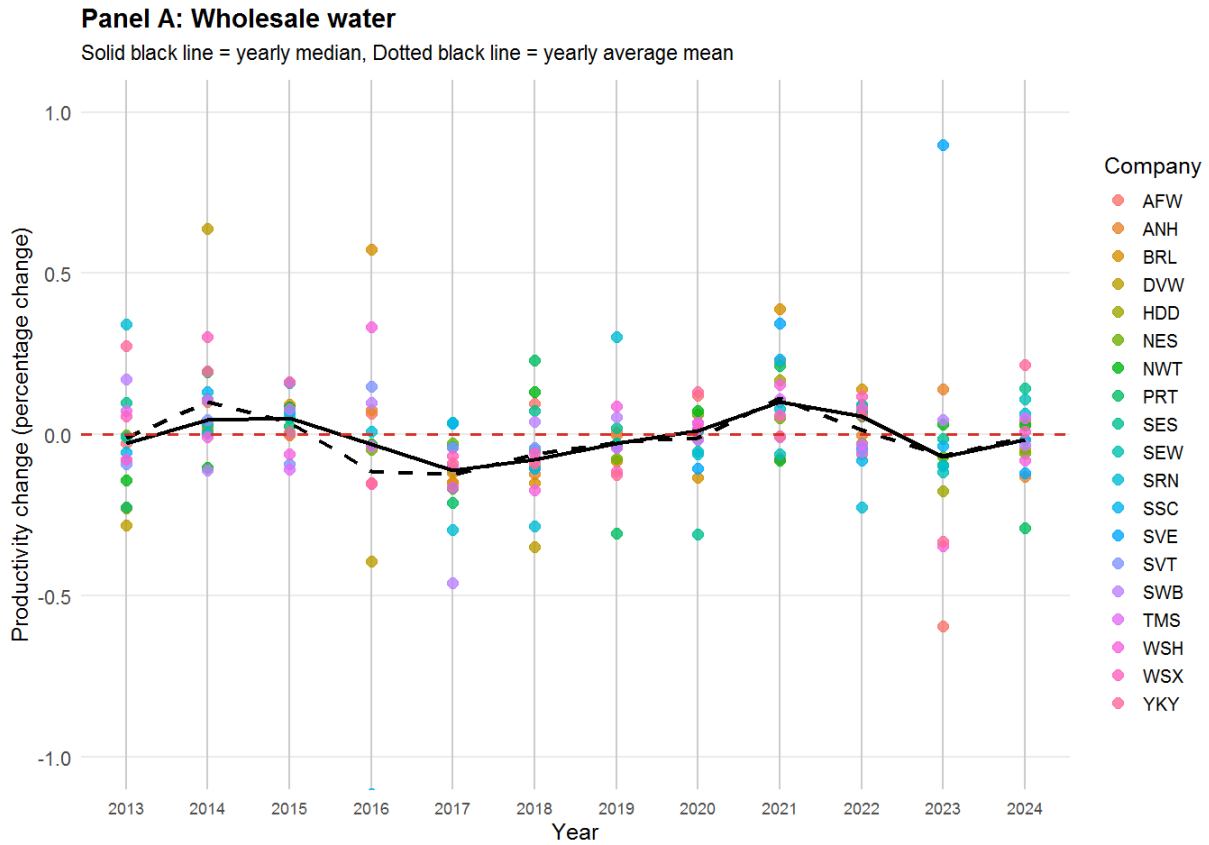 Panel A: Wholesale water
Solid black line = yearly median, Dotted black line = yearly average mean
Productivity change (percentage change)
1.0
0.5
0.0
-0.5
-1.0
2013 2014 2015 2016 2017 2018 2019 2020 2021 2022 2023 2024
Year
Company
AFW
ANH
BRL
DVW
HDD
NES
NWT
PRT
SES
SEW
SRN
SSC
SVE
SVT
SWB
TMS
WSH
WSX
YKY